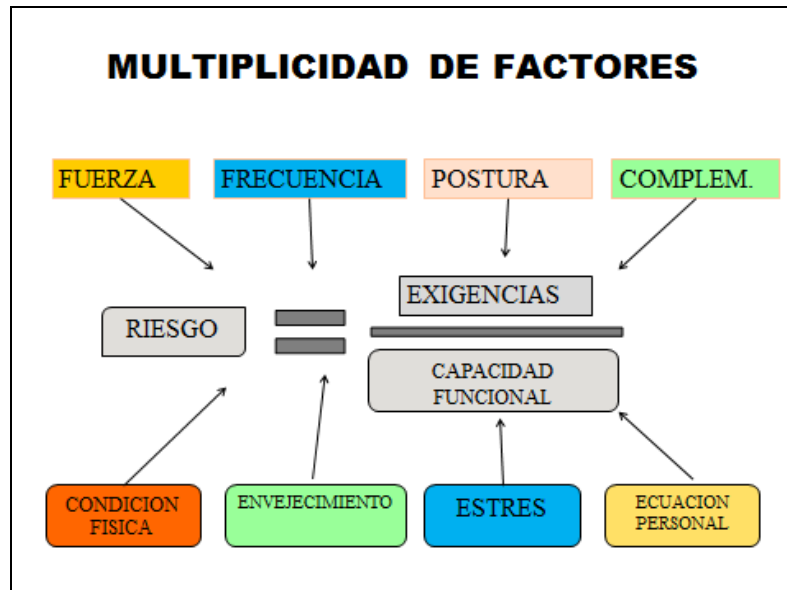 MULTIPLICIDAD DE FACTORES
FUERZA
FRECUENCIA
POSTURA
COMPLEM.
RIESGO
EXIGENCIAS
CAPACIDAD
FUNCIONAL
CONDICION
FISICA
ENVEJECIMIENTO
ESTRES
ECUACION
PERSONAL